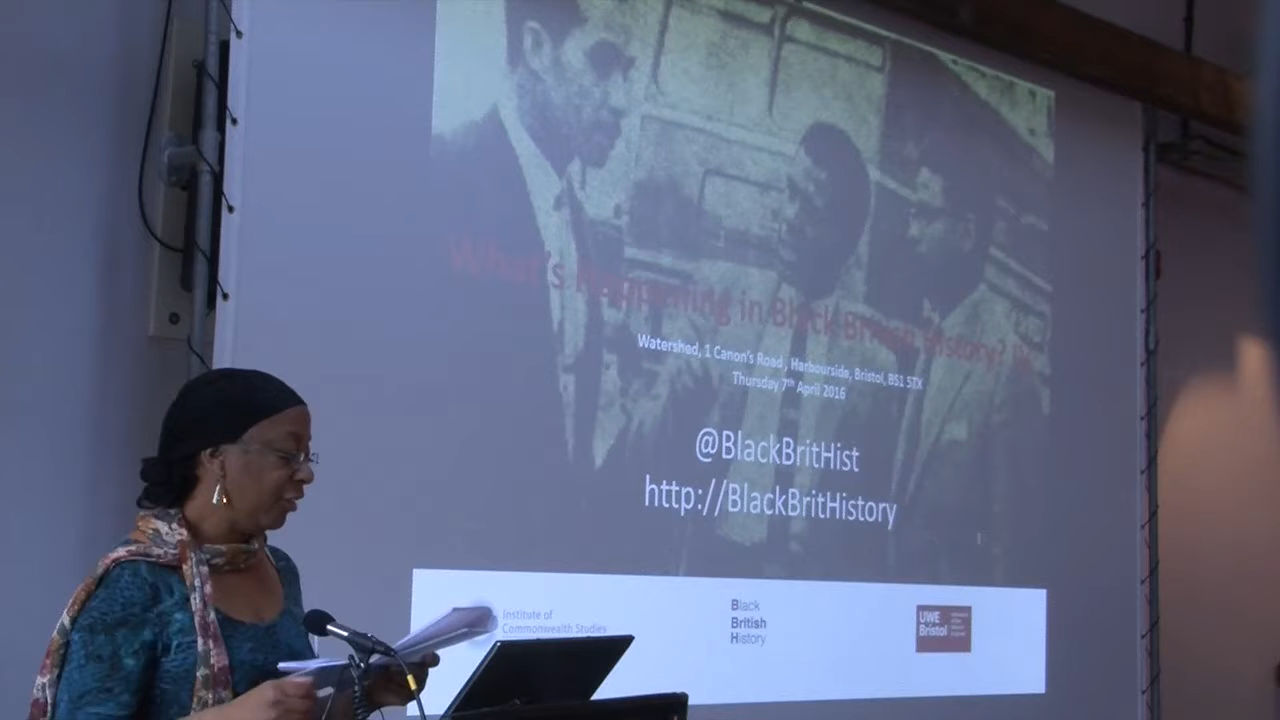 What's Happening in Black British History? IV
Watershed, 1 Canon's Road , Harbourside, Bristol, BS1 5TX
Thursday 7th April 2016
@BlackBritHist
http://BlackBritHistory
Institute of
Commonwealth Studies
Black
British
History
UWE
Bristol